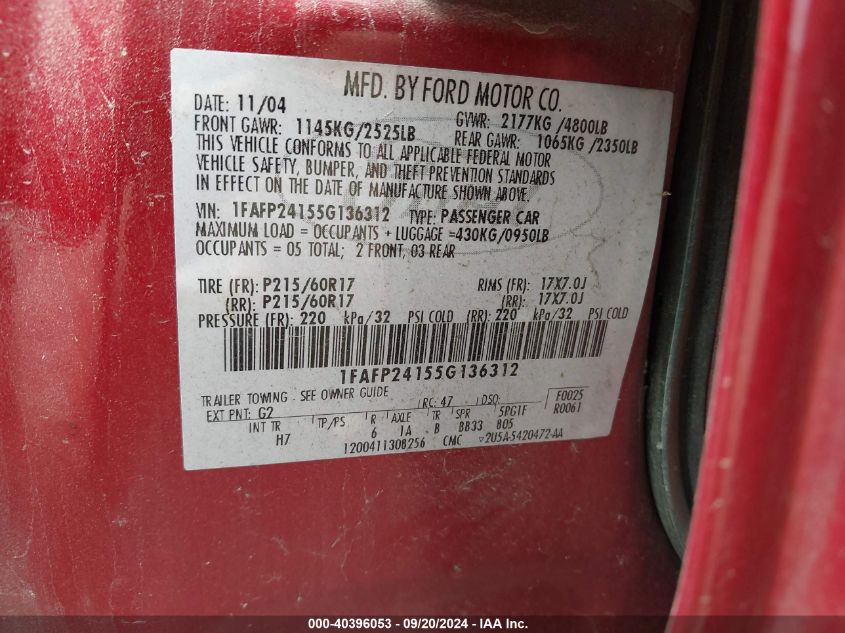 MFD. BY FORD MOTOR CO.
DATE: 11/04 GVWR: 2177KG /4800LB
FRONT GAWR: 1145KG/2525LB REAR GAWR: 1065KG /2350LB
THIS VEHICLE CONFORMS TO ALL APPLICABLE FEDERAL MOTOR
VEHICLE SAFETY, BUMPER, AND THEFT PREVENTION STANDARDS
IN EFFECT ON THE DATE OF MANUFACTURE SHOWN ABOVE.
VIN: 1FAFP24155G136312 TYPE: PASSENGER CAR
MAXIMUM LOAD = OCCUPANTS + LUGGAGE =430KG/0950LB
OCCUPANTS = 05 TOTAL; 2 FRONT, 03 REAR
TIRE (FR): P215/60R17 RIMS (FR): 17X7.0J
(RR): P215/60R17 (RR): 17X7.0J
PRESSURE (FR): 220 kPa/32 PSI COLD (RR): 220 kPa/32 PSI COLD
1FAFP24155G136312
TRAILER TOWING - SEE OWNER GUIDE
EXT PNT: G2 RC: 47 DSO: F0025
R0061
INT TR TP/PS R AXLE TR SPR 5PG1F
H7 6 1A B BB33 B05
1200411308256 CMC 2U5A-5420472-AA
000-40396053 - 09/20/2024 - IAA Inc.